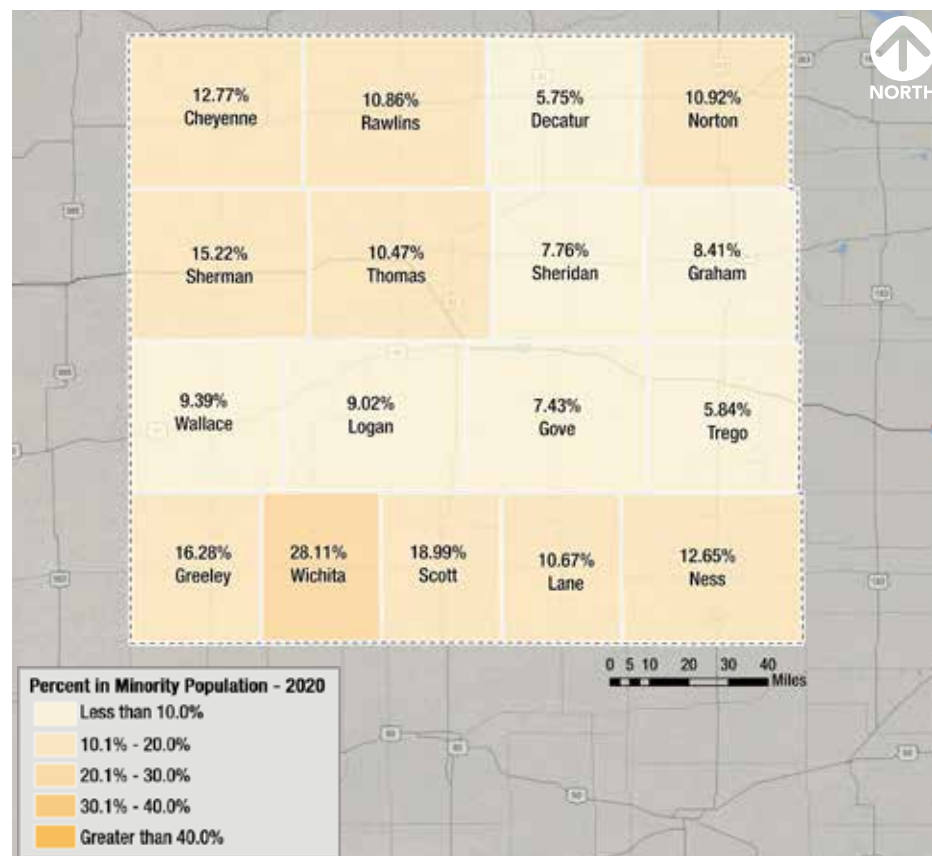 NORTH
12.77%
Cheyenne
10.86%
Rawlins
5.75%
Decatur
10.92%
Norton
15.22%
Sherman
10.47%
Thomas
7.76%
Sheridan
8.41%
Graham
9.39%
Wallace
9.02%
Logan
7.43%
Gove
5.84%
Trego
16.28%
Greeley
28.11%
Wichita
18.99%
Scott
10.67%
Lane
12.65%
Ness
0 5 10 20 30 40
Miles
Percent in Minority Population - 2020
Less than 10.0%
10.1% - 20.0%
20.1% - 30.0%
30.1% - 40.0%
Greater than 40.0%